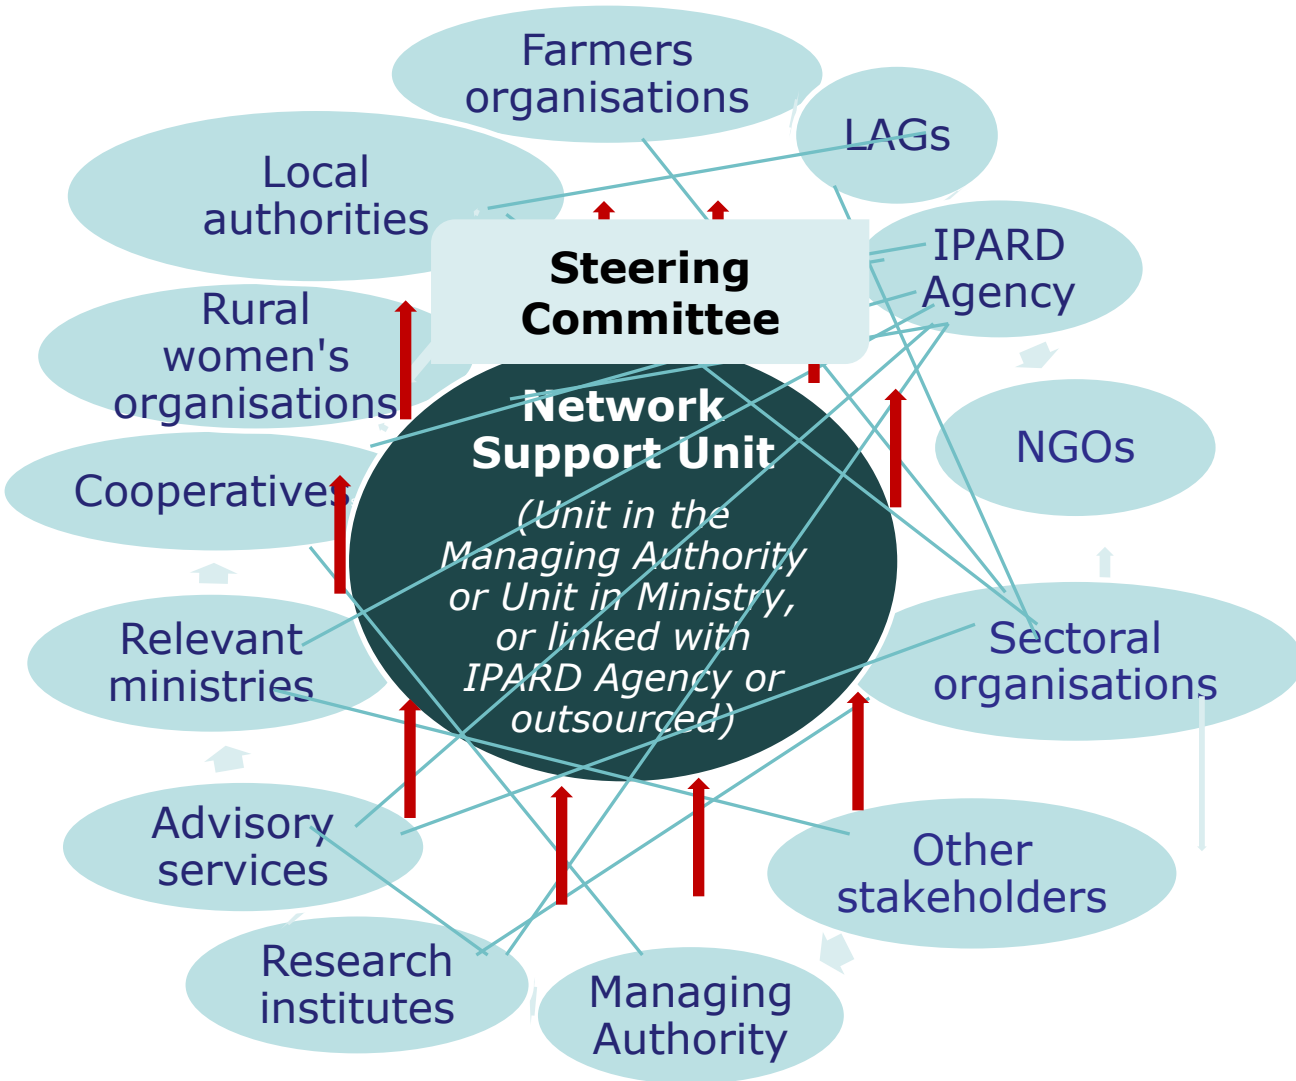 Farmers
organisations
LAGs
Local
authorities
Steering
Committee
IPARD
Agency
Rural
women's
organisations
Network
Support Unit
(Unit in the
Managing Authority
or Unit in Ministry,
or linked with
IPARD Agency or
outsourced)
NGOs
Cooperatives
Relevant
ministries
Sectoral
organisations
Advisory
services
Other
stakeholders
Research
institutes
Managing
Authority